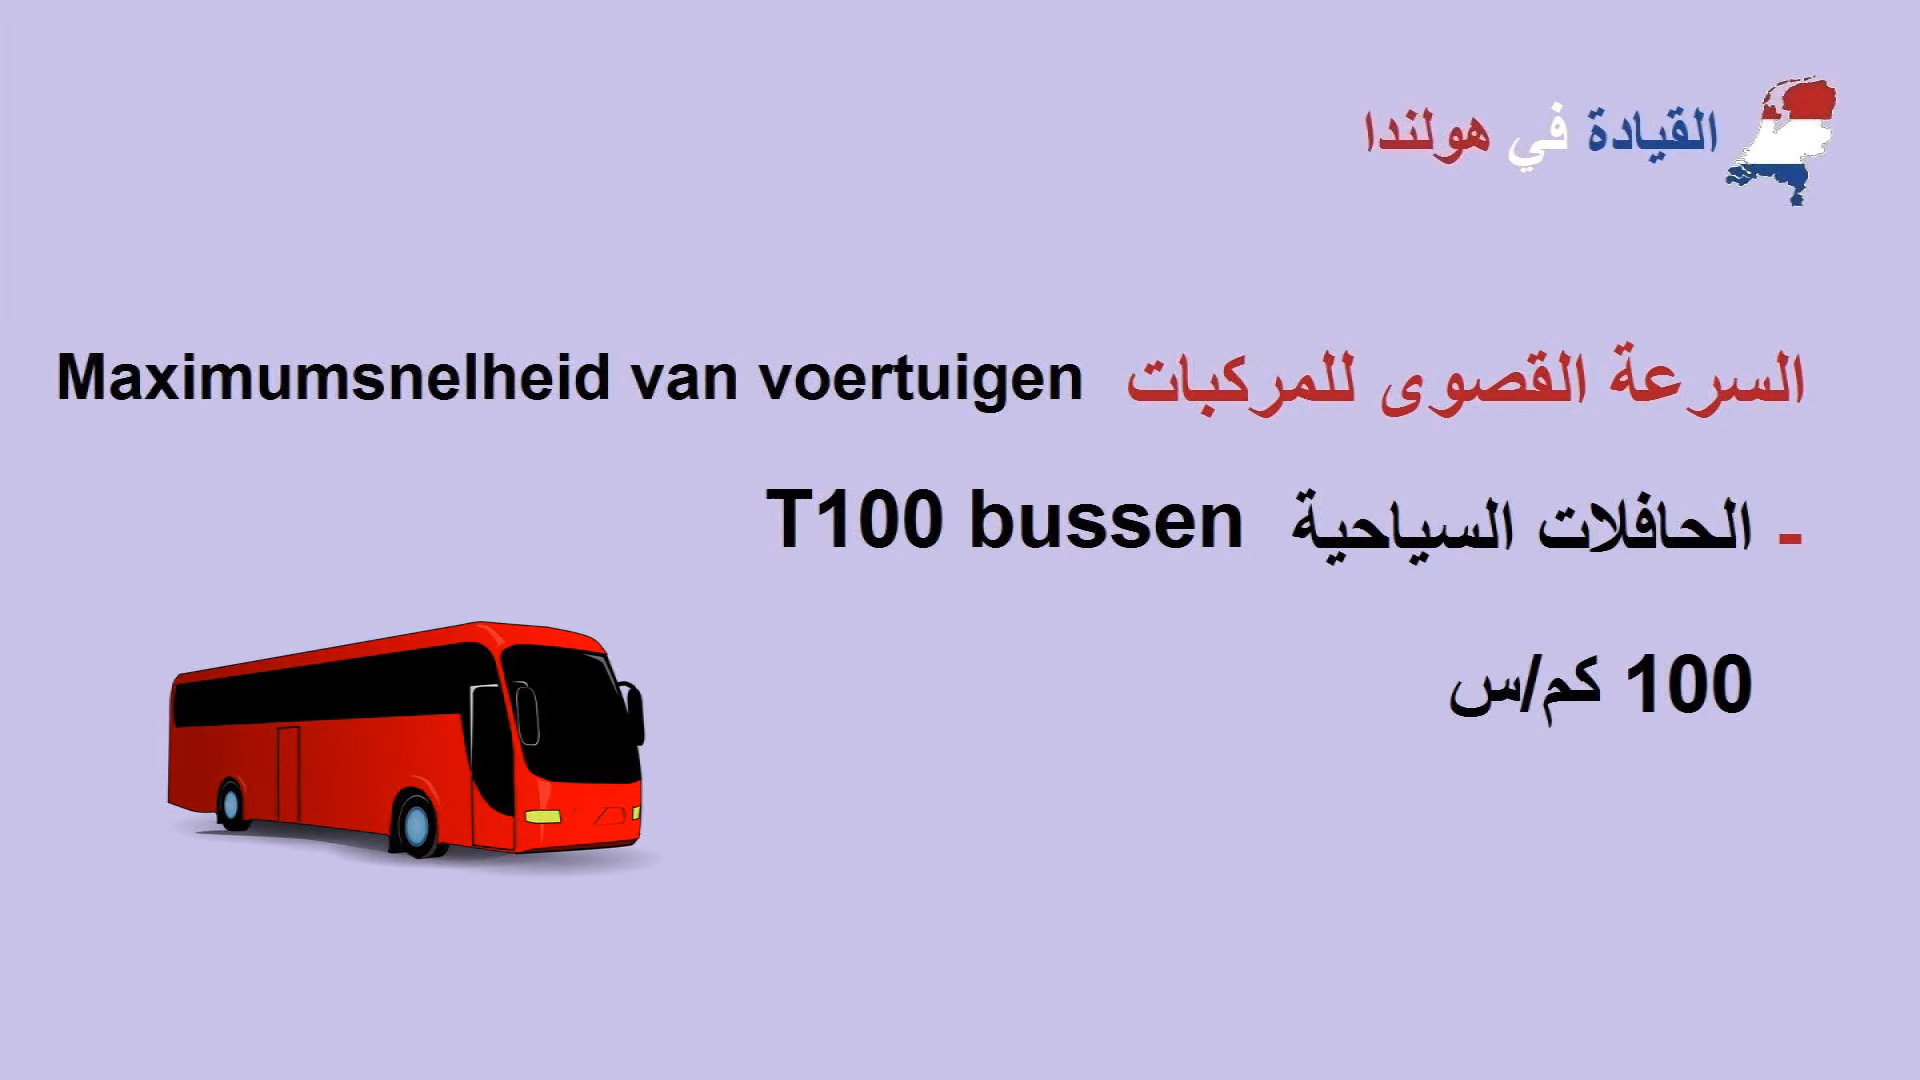 القيادة في هولندا
السرعة القصوى للمركبات Maximumsnelheid van voertuigen
- الحافلات السياحية T100 bussen
100 كم/س